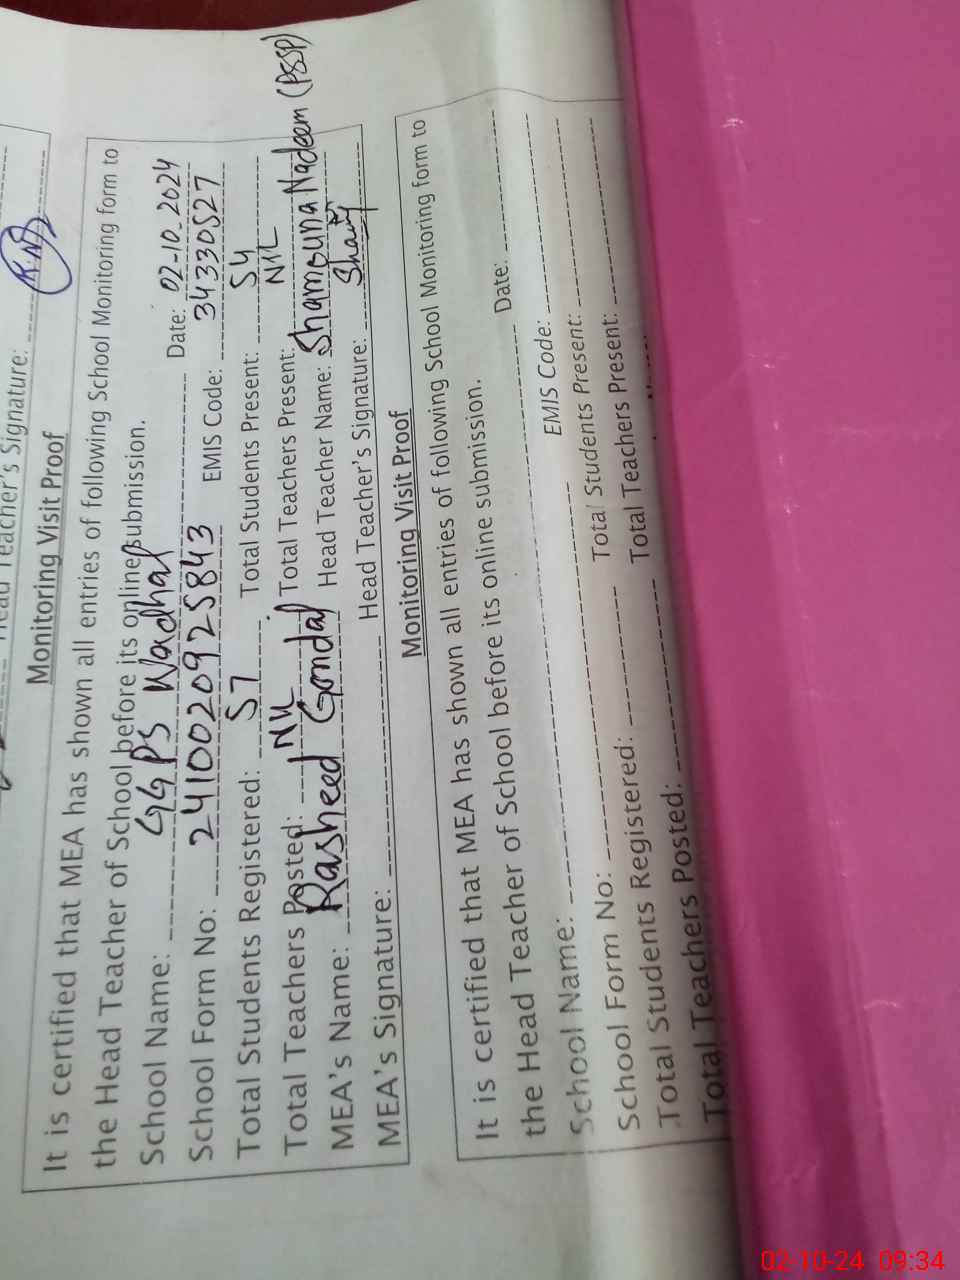 Head Teacher's Signature: R.N
Monitoring Visit Proof
It is certified that MEA has shown all entries of following School Monitoring form to
the Head Teacher of School before its online submission.
School Name: GGPS Wadhal Date: 02-10-2024
School Form No: 2410020925843 EMIS Code: 34330527
Total Students Registered: 57 Total Students Present: 54
Total Teachers Posted: NIL Total Teachers Present: NIL
MEA's Name: Rasheed Gondal Head Teacher Name: Shamouna Nadeem (PSSP)
MEA's Signature: Head Teacher's Signature:
Monitoring Visit Proof
It is certified that MEA has shown all entries of following School Monitoring form to
the Head Teacher of School before its online submission.
School Name: Date:
School Form No: EMIS Code:
Total Students Registered: Total Students Present:
Total Teachers Posted: Total Teachers Present:
02-10-24 09:34